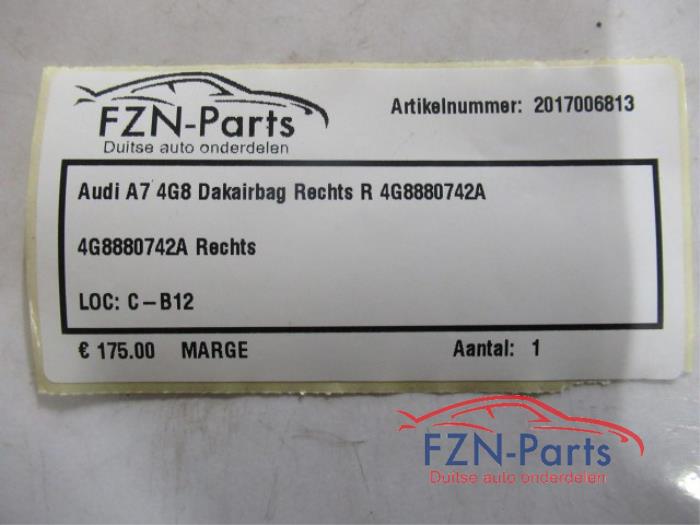 FZN-Parts
Duitse auto onderdelen
Artikelnummer: 2017006813
Audi A7 4G8 Dakairbag Rechts R 4G8880742A
4G8880742A Rechts
LOC: C-B12
€ 175.00 MARGE Aantal: 1
FZN-Parts
Duitse auto onderdelen